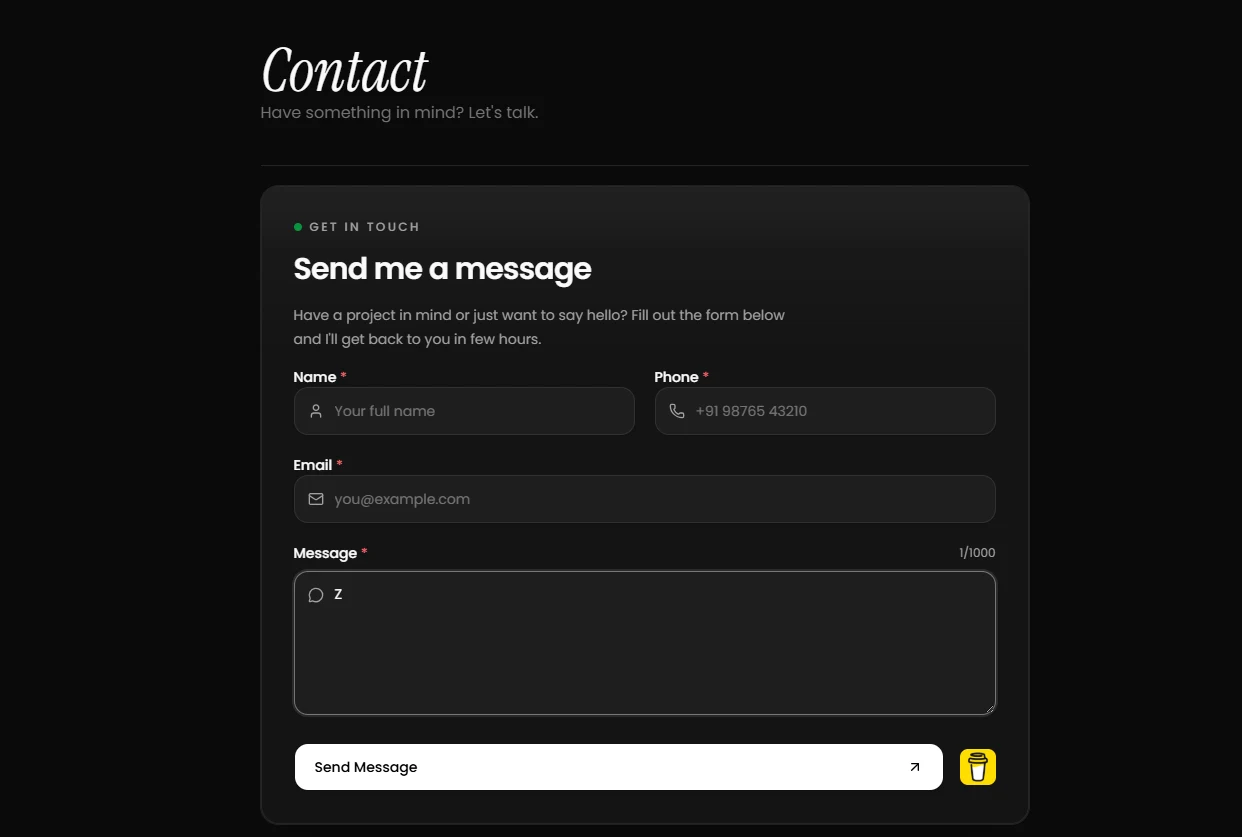 Contact
Have something in mind? Let's talk.
GET IN TOUCH
Send me a message
Have a project in mind or just want to say hello? Fill out the form below
and I'll get back to you in few hours.
Name *
Phone *
Your full name
+91 98765 43210
Email *
you@example.com
Message *
1/1000
Z
Send Message